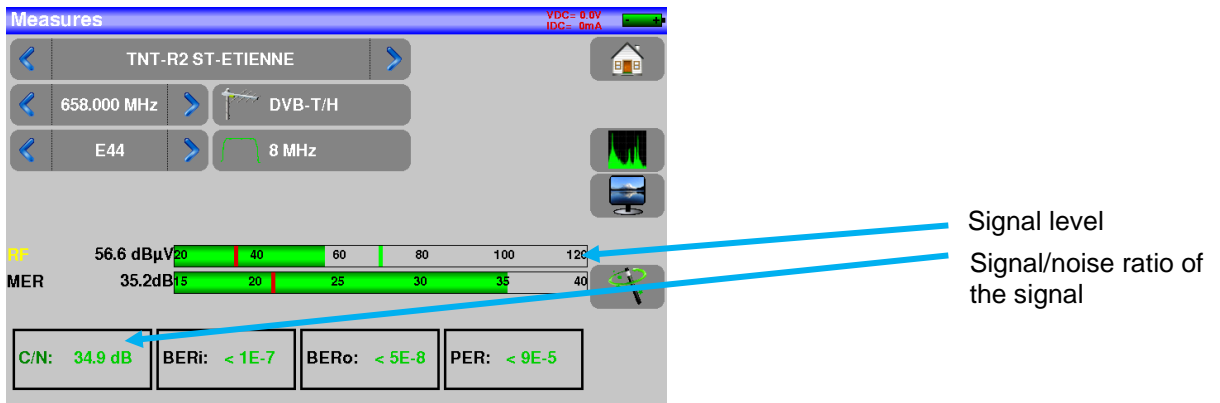 Measures
VDC= 0.0V
IDC= 0mA
- +
TNT-R2 ST-ETIENNE
658.000 MHz DVB-T/H
E44 8 MHz
RF 56.6 dBµV 20 40 60 80 100 120
MER 35.2dB 15 20 25 30 35 40
C/N: 34.9 dB BERi: < 1E-7 BERo: < 5E-8 PER: < 9E-5
Signal level
Signal/noise ratio of
the signal